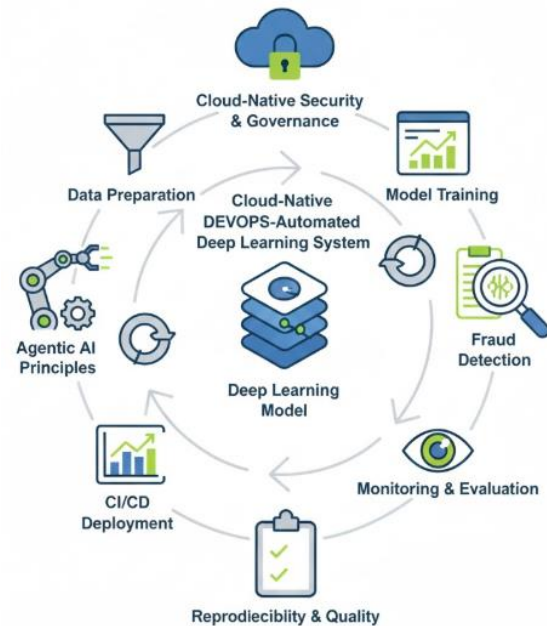 Cloud-Native Security
& Governance
Data Preparation
Model Training
Cloud-Native
DEVOPS-Automated
Deep Learning System
Agentic AI
Principles
Fraud
Detection
Deep Learning
Model
CI/CD
Deployment
Monitoring & Evaluation
Reprodieciblity & Quality